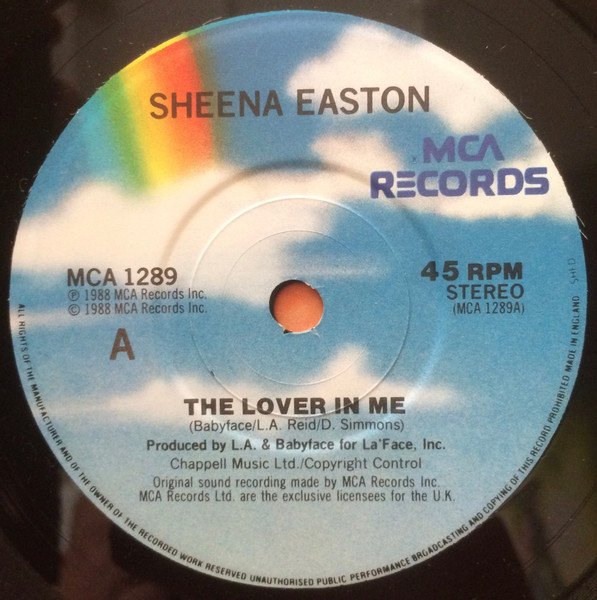 SHEENA EASTON
MCA
RECORDS
MCA 1289
℗ 1988 MCA Records Inc.
© 1988 MCA Records Inc.
A
45 RPM
STEREO
(MCA 1289A)
THE LOVER IN ME
(Babyface/L.A. Reid/D. Simmons)
Produced by L.A. & Babyface for La'Face, Inc.
Chappell Music Ltd./Copyright Control
Original sound recording made by MCA Records Inc.
MCA Records Ltd. are the exclusive licensees for the U.K.
ALL RIGHTS OF THE MANUFACTURER AND OF THE OWNER OF THE RECORDED WORK RESERVED UNAUTHORISED PUBLIC PERFORMANCE BROADCASTING AND COPYING OF THIS RECORD PROHIBITED MADE IN ENGLAND